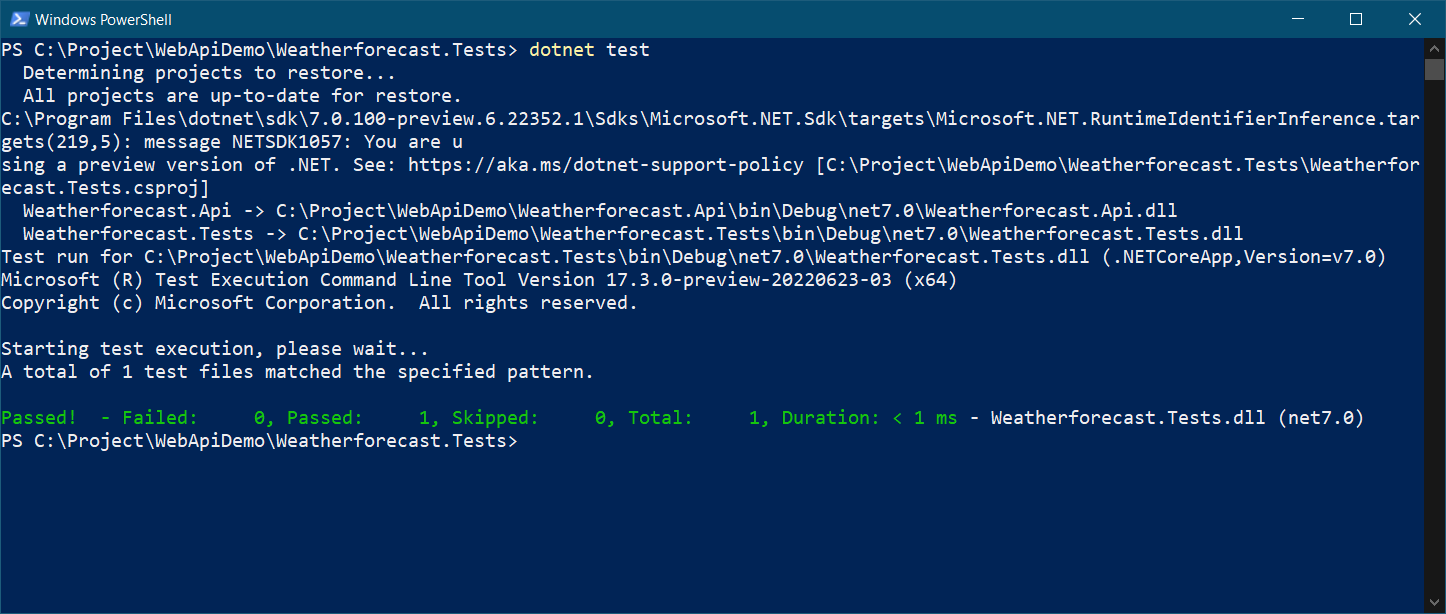 Windows PowerShell
PS C:\Project\WebApiDemo\Weatherforecast.Tests> dotnet test
  Determining projects to restore...
  All projects are up-to-date for restore.
C:\Program Files\dotnet\sdk\7.0.100-preview.6.22352.1\Sdks\Microsoft.NET.Sdk\targets\Microsoft.NET.RuntimeIdentifierInference.tar
gets(219,5): message NETSDK1057: You are u
sing a preview version of .NET. See: https://aka.ms/dotnet-support-policy [C:\Project\WebApiDemo\Weatherforecast.Tests\Weatherfor
ecast.Tests.csproj]
  Weatherforecast.Api -> C:\Project\WebApiDemo\Weatherforecast.Api\bin\Debug\net7.0\Weatherforecast.Api.dll
  Weatherforecast.Tests -> C:\Project\WebApiDemo\Weatherforecast.Tests\bin\Debug\net7.0\Weatherforecast.Tests.dll
Test run for C:\Project\WebApiDemo\Weatherforecast.Tests\bin\Debug\net7.0\Weatherforecast.Tests.dll (.NETCoreApp,Version=v7.0)
Microsoft (R) Test Execution Command Line Tool Version 17.3.0-preview-20220623-03 (x64)
Copyright (c) Microsoft Corporation.  All rights reserved.

Starting test execution, please wait...
A total of 1 test files matched the specified pattern.

Passed!  - Failed:     0, Passed:     1, Skipped:     0, Total:     1, Duration: < 1 ms - Weatherforecast.Tests.dll (net7.0)
PS C:\Project\WebApiDemo\Weatherforecast.Tests>